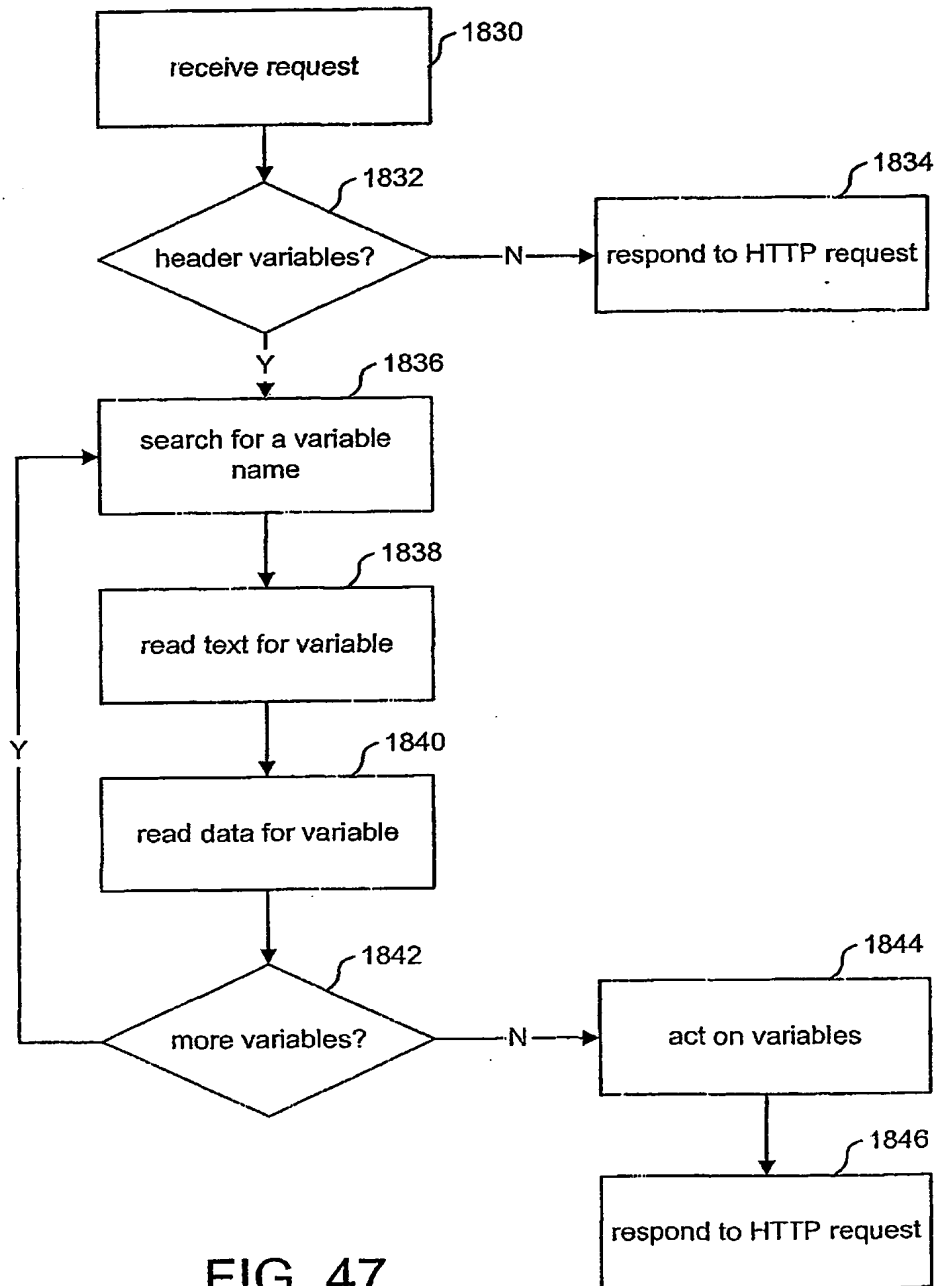 1830
receive request
1832
1834
header variables?
N
respond to HTTP request
Y
1836
search for a variable
name
1838
read text for variable
Y
1840
read data for variable
1842
1844
more variables?
N
act on variables
1846
respond to HTTP request
FIG. 47